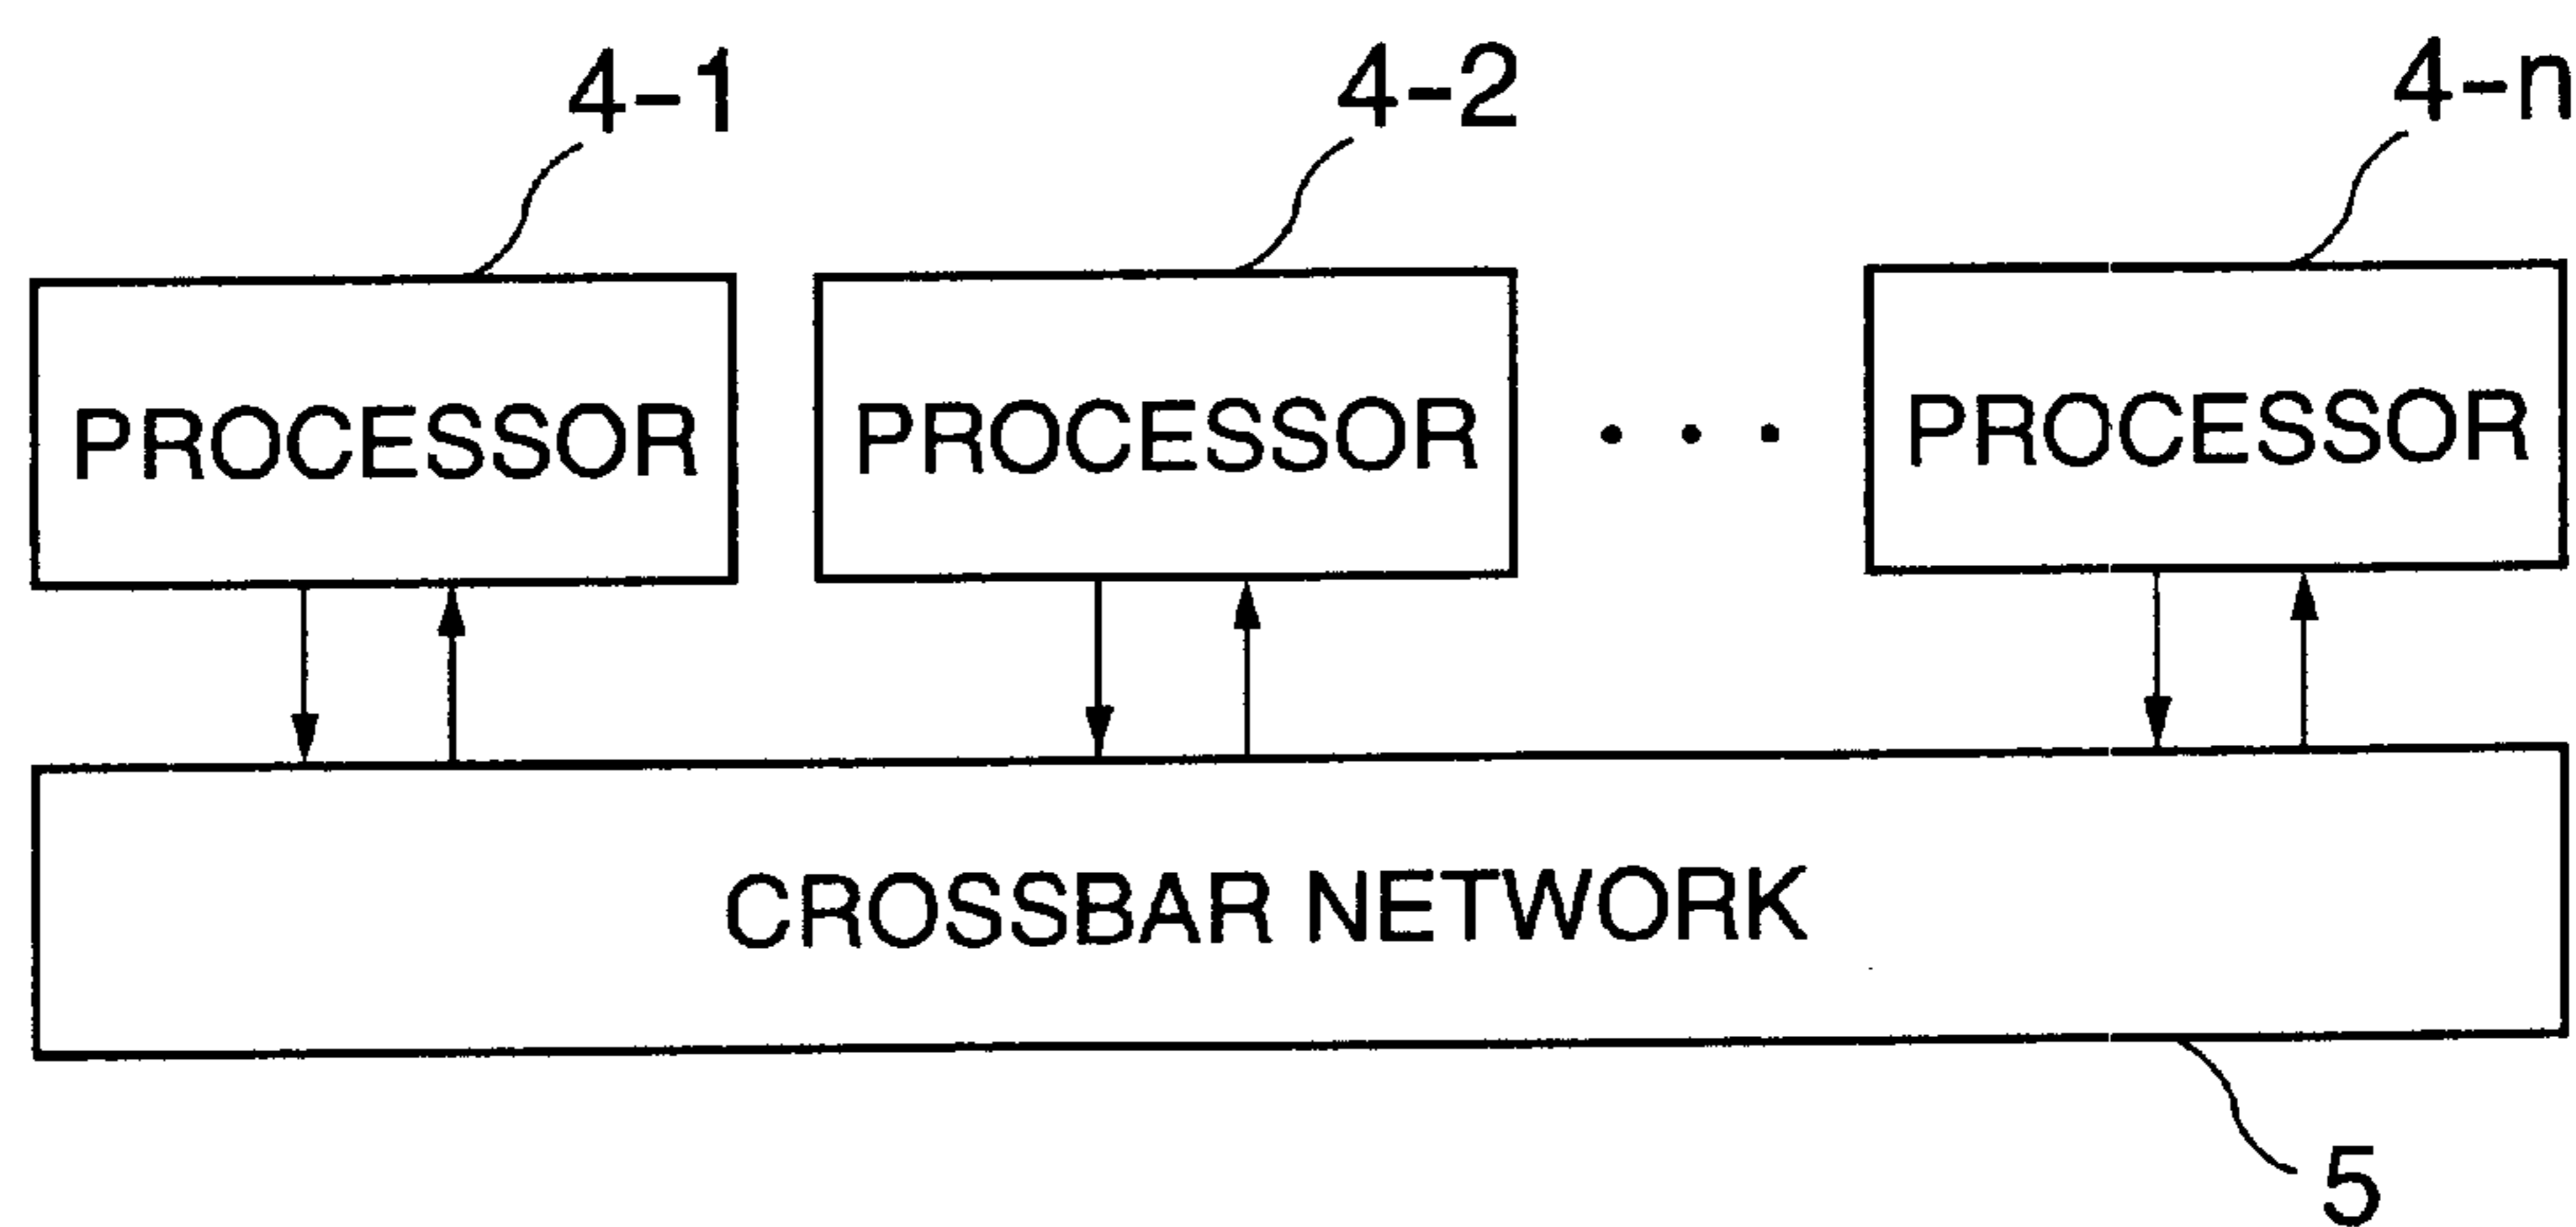 4-1 4-2 4-n
PROCESSOR PROCESSOR ... PROCESSOR
CROSSBAR NETWORK
5